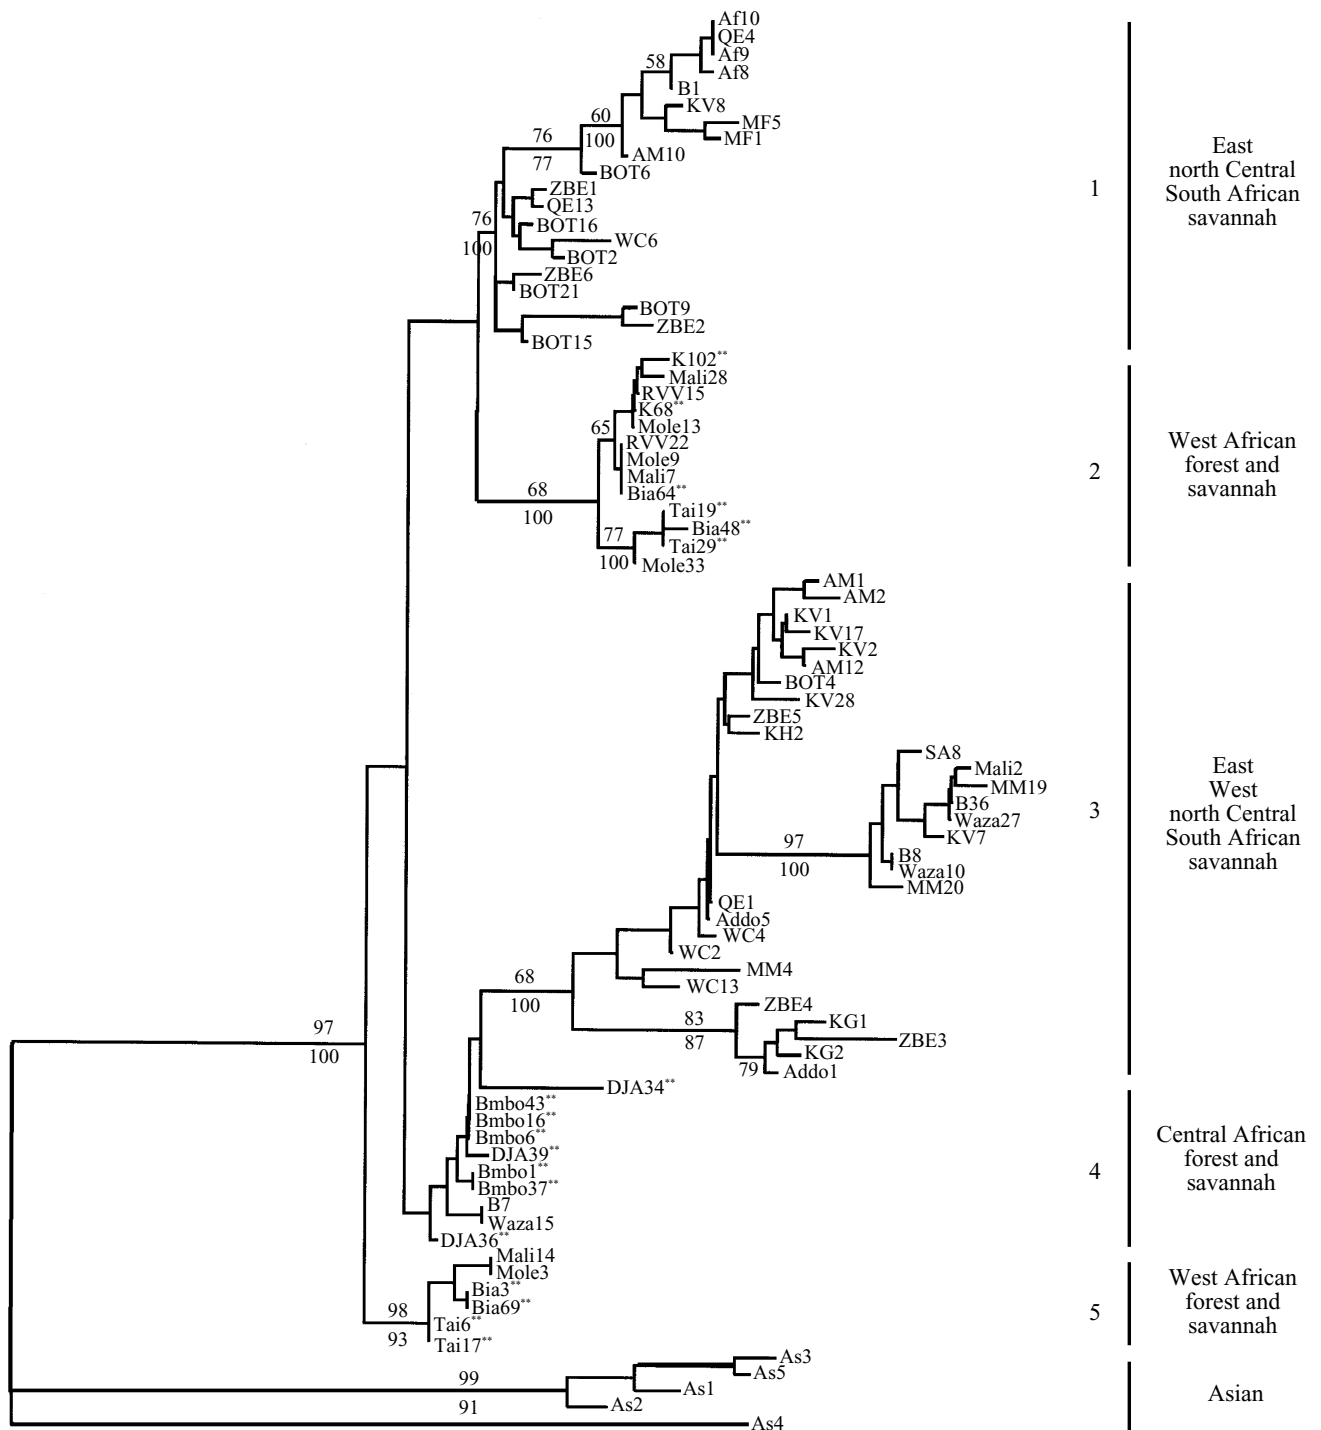 Af10
QE4
Af9
Af8
58
B1
KV8
60
100
MF5
MF1
76
77
AM10
BOT6
ZBE1
QE13
76
100
BOT16
WC6
BOT2
ZBE6
BOT21
BOT9
ZBE2
BOT15
1
East
north Central
South African
savannah
K102**
Mali28
RVV15
K68**
Mole13
65
RVV22
Mole9
Mali7
Bia64**
68
100
Tai19**
Bia48**
Tai29**
77
100
Mole33
2
West African
forest and
savannah
AM1
AM2
KV1
KV17
KV2
AM12
BOT4
KV28
ZBE5
KH2
SA8
Mali2
MM19
B36
Waza27
KV7
97
100
B8
Waza10
MM20
QE1
Addo5
WC4
WC2
MM4
WC13
68
100
ZBE4
83
87
KG1
ZBE3
KG2
79
Addo1
3
East
West
north Central
South African
savannah
97
100
DJA34**
Bmbo43**
Bmbo16**
Bmbo6**
DJA39**
Bmbo1**
Bmbo37**
B7
Waza15
DJA36**
4
Central African
forest and
savannah
Mali14
Mole3
Bia3**
Bia69**
98
93
Tai6**
Tai17**
5
West African
forest and
savannah
As3
As5
99
91
As1
As2
As4
Asian